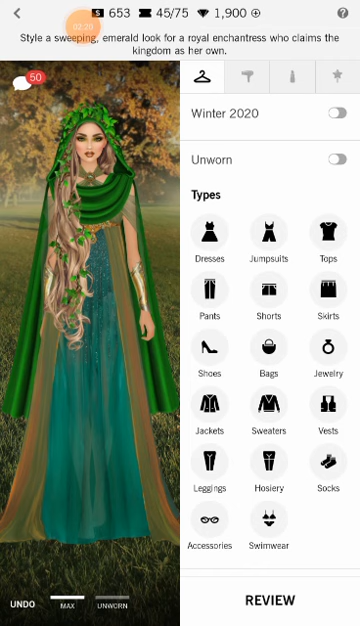 $ 653 45/75 1,900
02:20
Style a sweeping, emerald look for a royal enchantress who claims the
kingdom as her own.
50
Winter 2020
Unworn
Types
Dresses Jumpsuits Tops
Pants Shorts Skirts
Shoes Bags Jewelry
Jackets Sweaters Vests
Leggings Hosiery Socks
Accessories Swimwear
UNDO MAX UNWORN
REVIEW